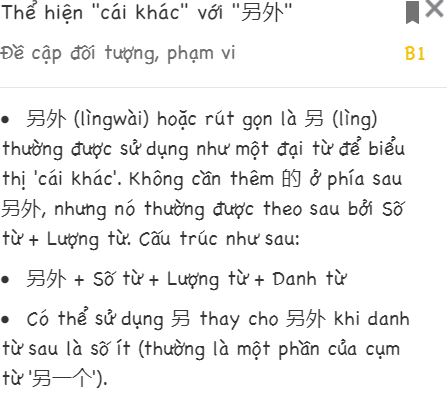 Thể hiện "cái khác" với "另外"
Đề cập đối tượng, phạm vi
B1
• 另外 (lìngwài) hoặc rút gọn là 另 (lìng)
thường được sử dụng như một đại từ để biểu
thị 'cái khác'. Không cần thêm 的 ở phía sau
另外, nhưng nó thường được theo sau bởi Số
từ + Lượng từ. Cấu trúc như sau:
• 另外 + Số từ + Lượng từ + Danh từ
• Có thể sử dụng 另 thay cho 另外 khi danh
từ sau là số ít (thường là một phần của cụm
từ '另一个').